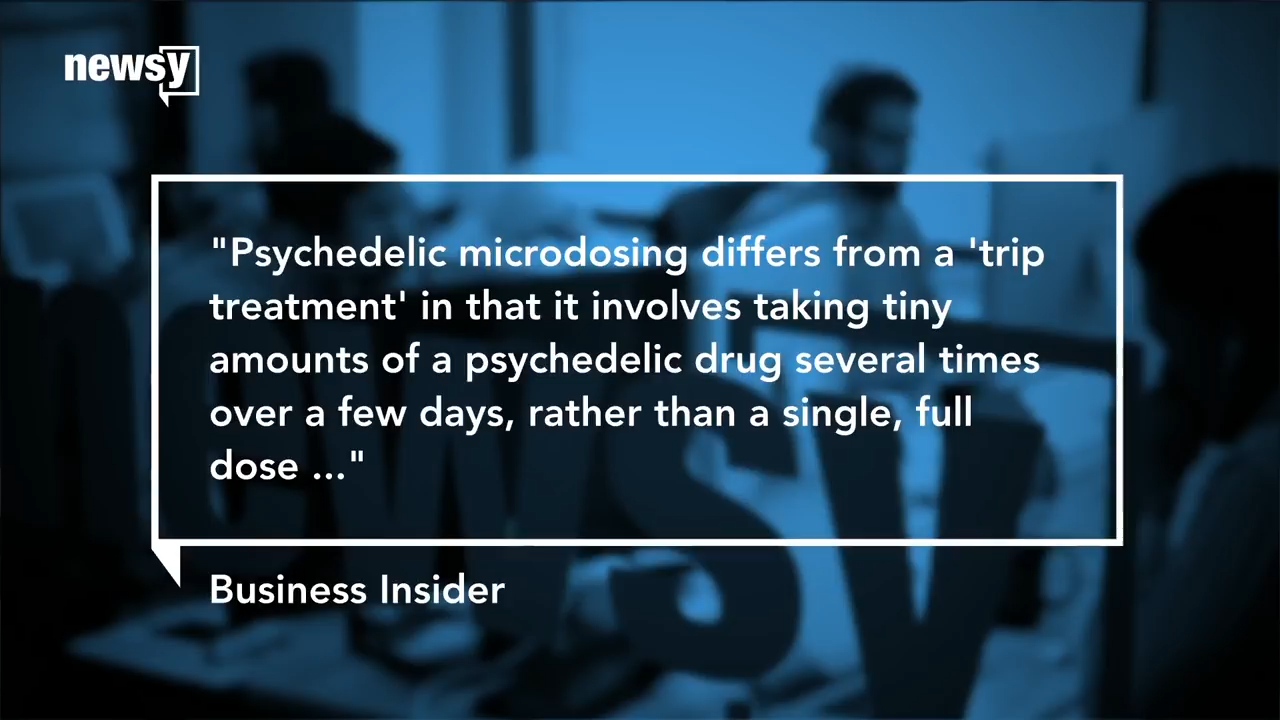 newsy
"Psychedelic microdosing differs from a 'trip
treatment' in that it involves taking tiny
amounts of a psychedelic drug several times
over a few days, rather than a single, full
dose ..."
Business Insider